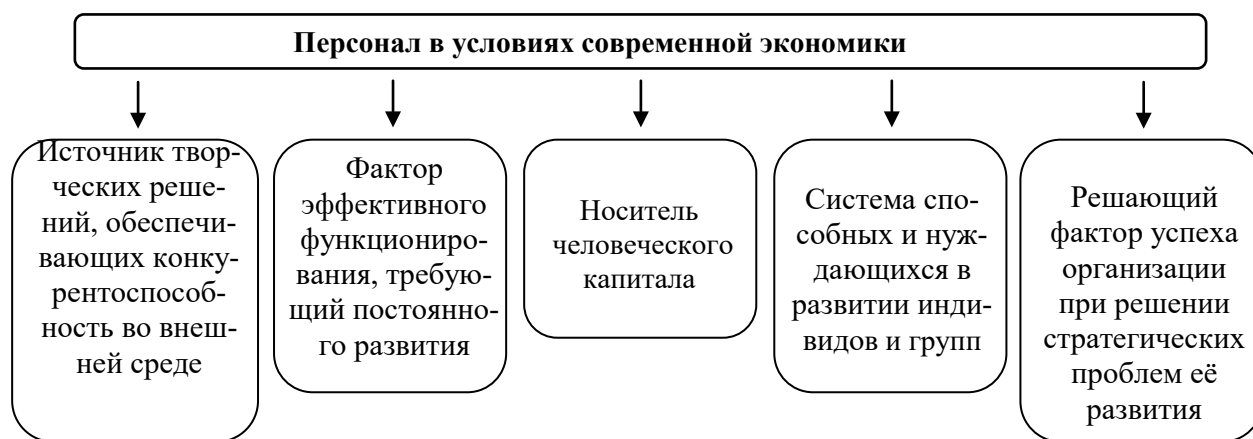 Персонал в условиях современной экономики
Источник твор-
ческих реше-
ний, обеспечи-
вающих конку-
рентоспособ-
ность во внеш-
ней среде
Фактор
эффективного
функциониро-
вания, требую-
щий постоянно-
го развития
Носитель
человеческого
капитала
Система спо-
собных и нуж-
дающихся в
развитии инди-
видов и групп
Решающий
фактор успеха
организации
при решении
стратегических
проблем её
развития